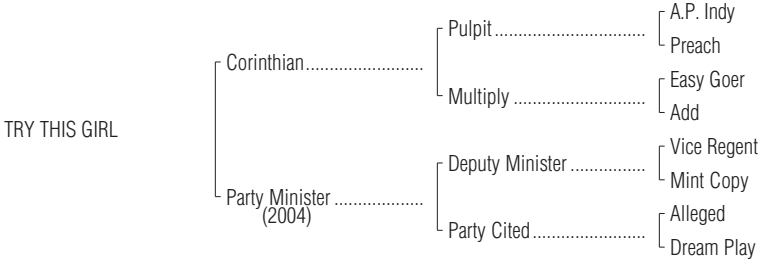 A.P. Indy
Pulpit................................
Preach
Corinthian.........................
Easy Goer
Multiply ............................
Add
TRY THIS GIRL
Vice Regent
Deputy Minister .................
Mint Copy
Party Minister ...................
(2004)
Alleged
Party Cited........................
Dream Play